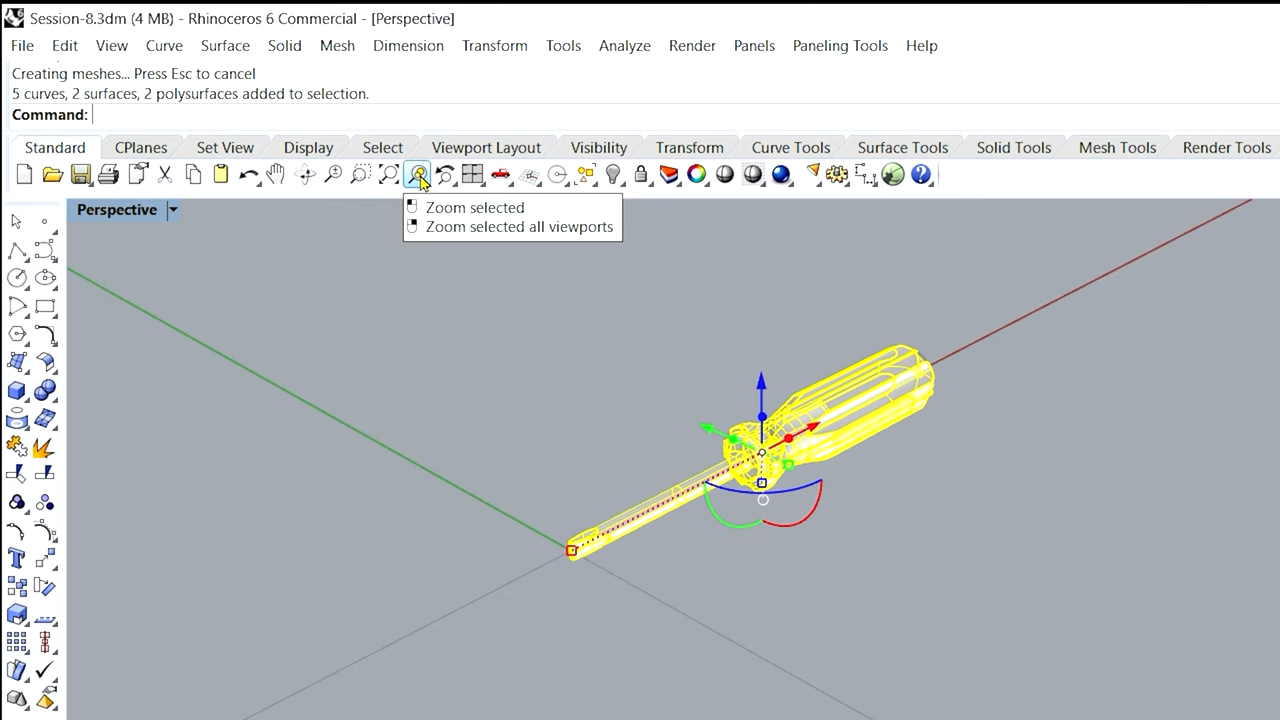 Session-8.3dm (4 MB) - Rhinoceros 6 Commercial - [Perspective]
File Edit View Curve Surface Solid Mesh Dimension Transform Tools Analyze Render Panels Paneling Tools Help
Creating meshes... Press Esc to cancel
5 curves, 2 surfaces, 2 polysurfaces added to selection.
Command:
Standard CPlanes Set View Display Select Viewport Layout Visibility Transform Curve Tools Surface Tools Solid Tools Mesh Tools Render Tools
Perspective
Zoom selected
Zoom selected all viewports